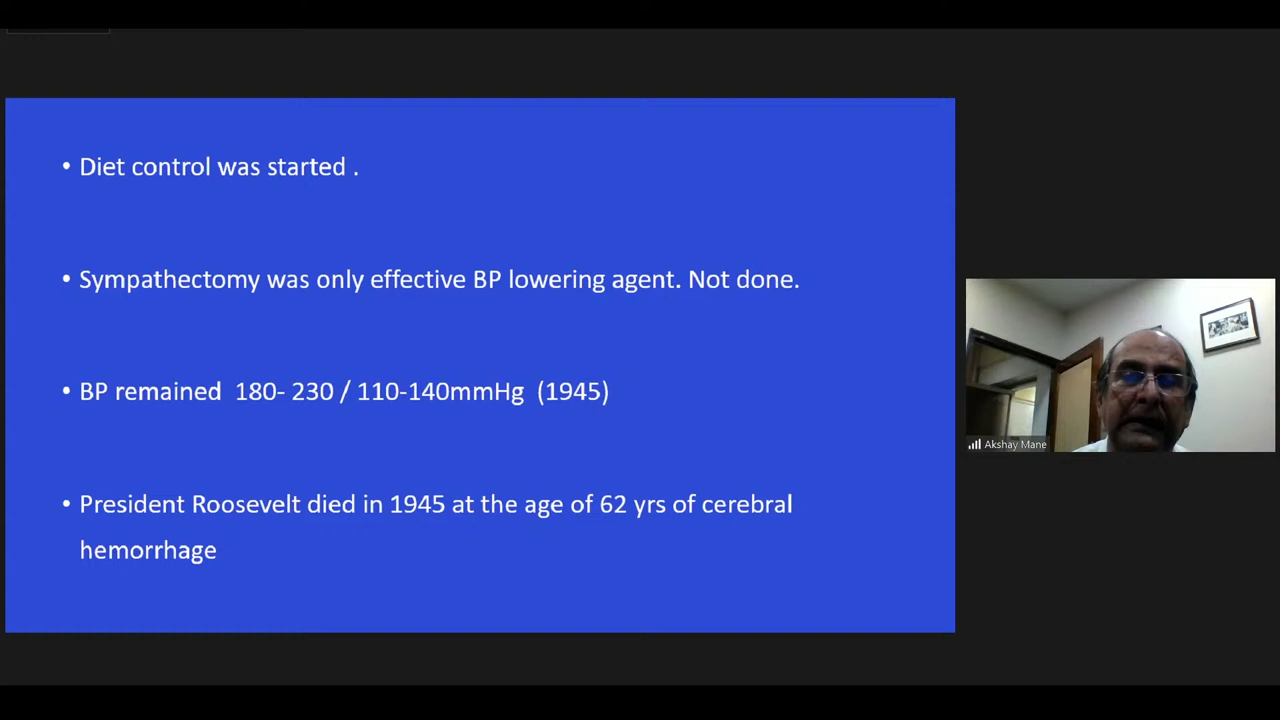 • Diet control was started .
• Sympathectomy was only effective BP lowering agent. Not done.
• BP remained 180- 230 / 110-140mmHg (1945)
• President Roosevelt died in 1945 at the age of 62 yrs of cerebral
hemorrhage
Akshay Mane